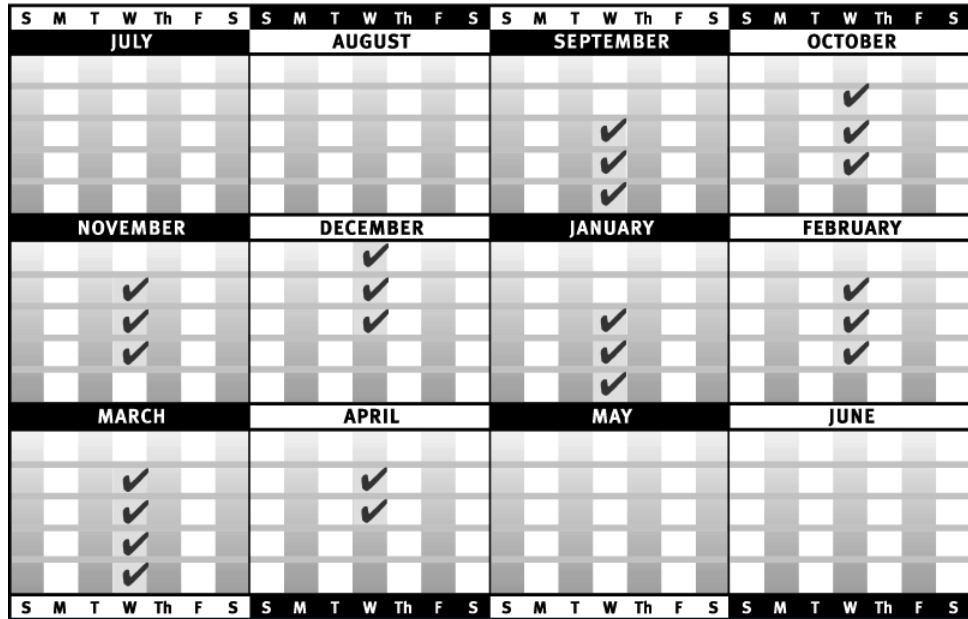 S M T W Th F S S M T W Th F S S M T W Th F S S M T W Th F S
JULY AUGUST SEPTEMBER OCTOBER
NOVEMBER DECEMBER JANUARY FEBRUARY
MARCH APRIL MAY JUNE
S M T W Th F S S M T W Th F S S M T W Th F S S M T W Th F S